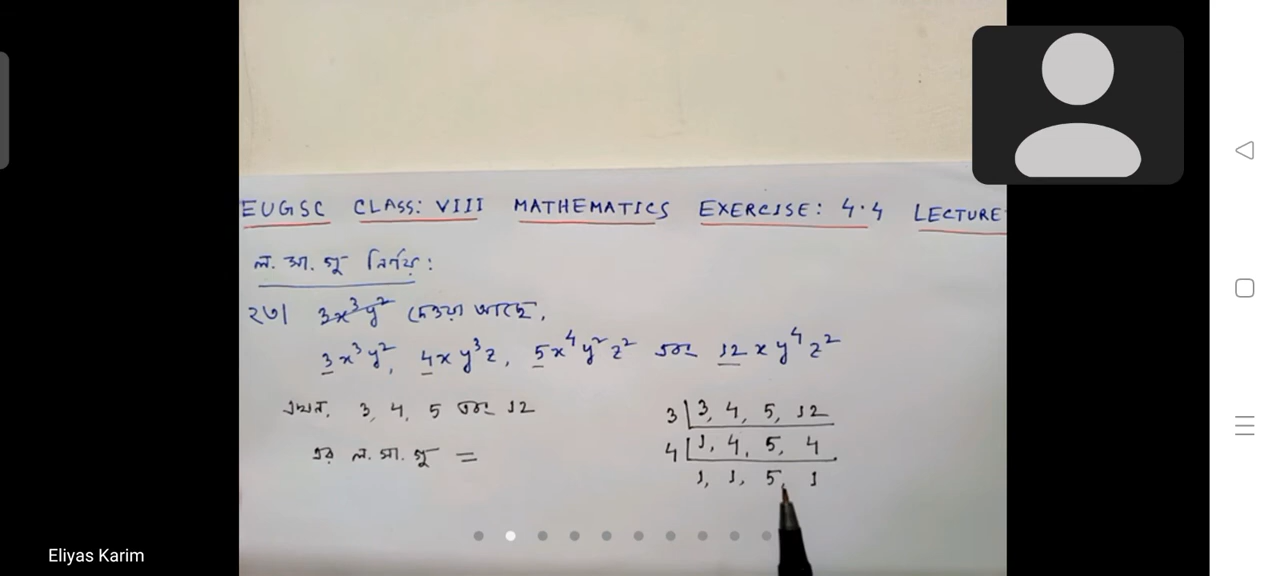 EUGSC CLASS: VIII MATHEMATICS EXERCISE: 4.4 LECTURE
ল. সা. গু নির্ণয়:
২৩। 3x³y² দেওয়া আছে,
3x³y², 4xy³z, 5x⁴y²z² এবং 12xy⁴z²
এখন, 3, 4, 5 এবং 12
এর ল. সা. গু =
3 | 3, 4, 5, 12
4 | 1, 4, 5, 4
1, 1, 5, 1
Eliyas Karim